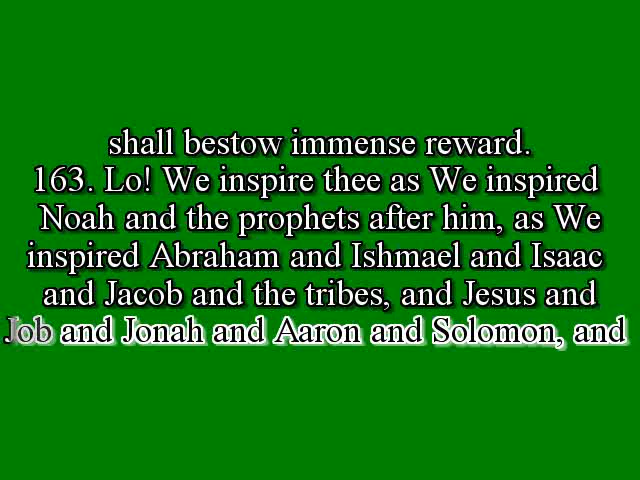 shall bestow immense reward.
163. Lo! We inspire thee as We inspired
Noah and the prophets after him, as We
inspired Abraham and Ishmael and Isaac
and Jacob and the tribes, and Jesus and
Job and Jonah and Aaron and Solomon, and